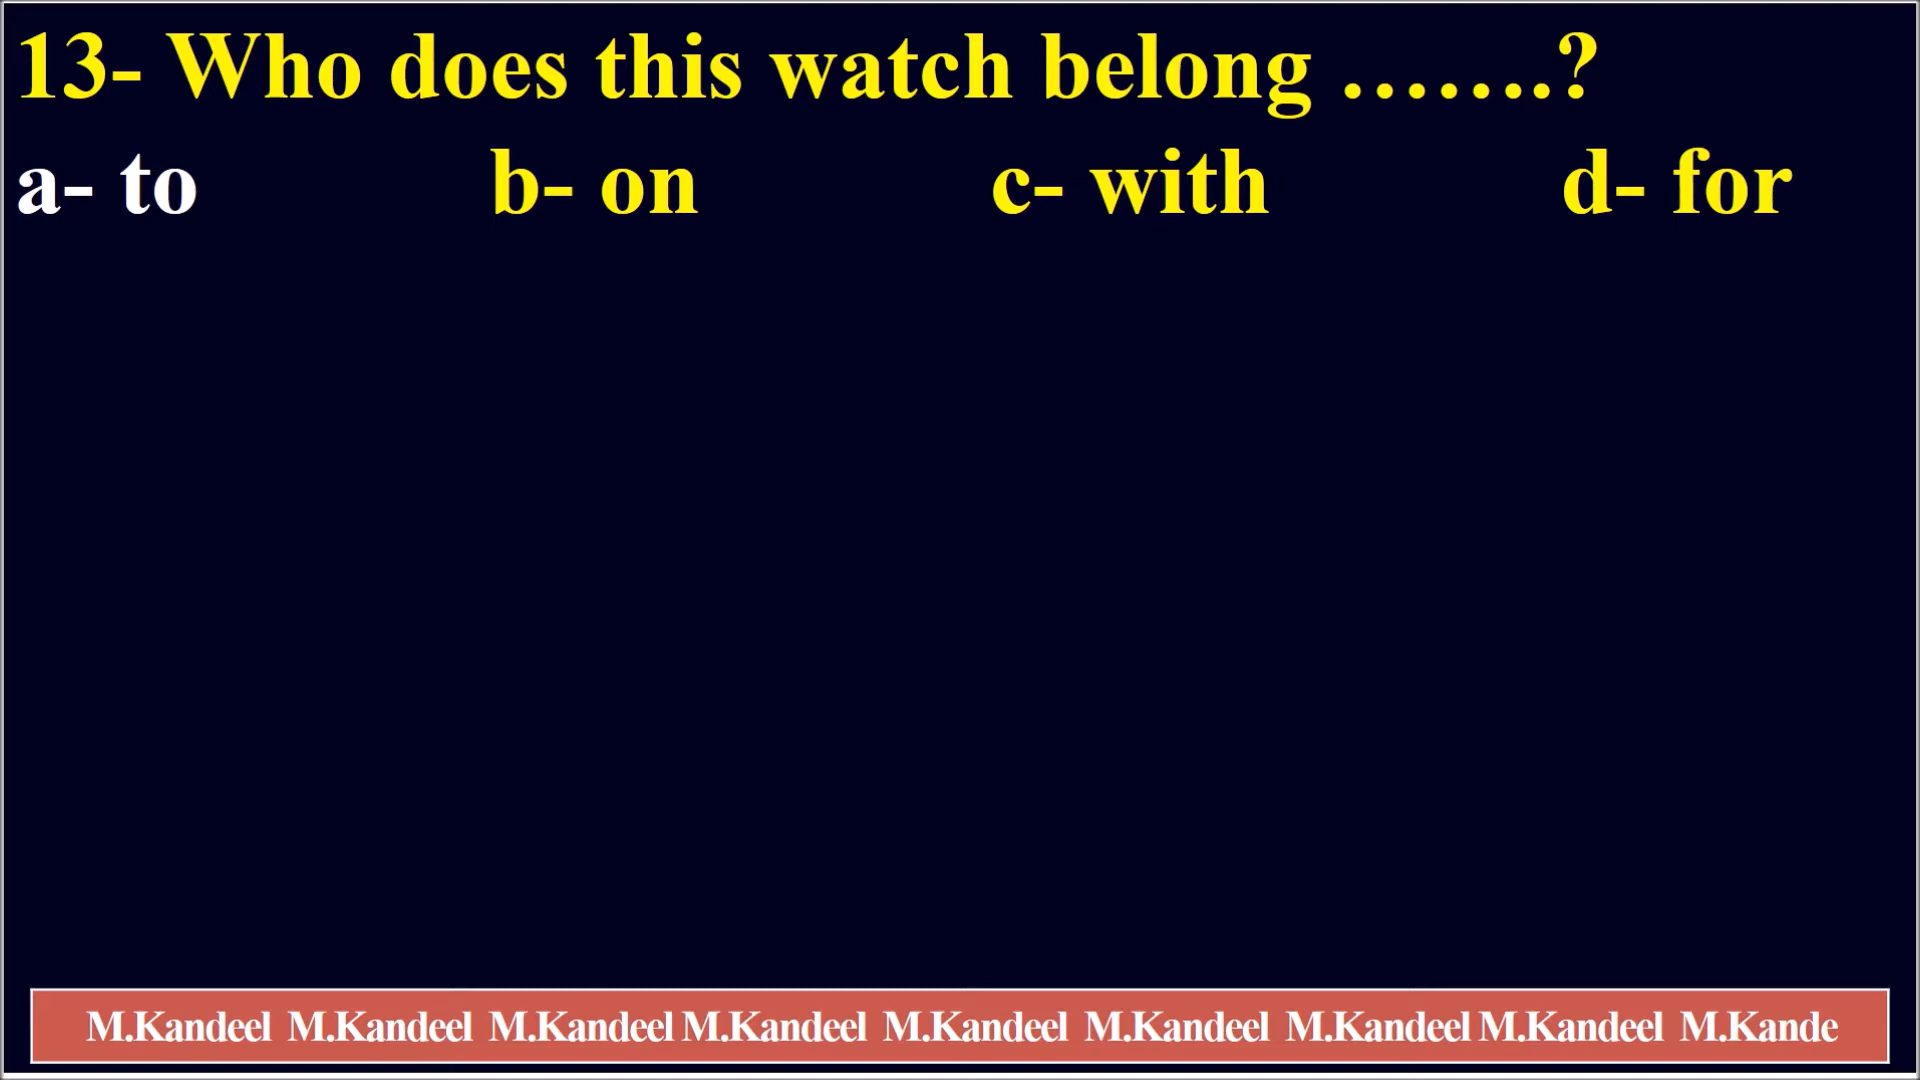 13- Who does this watch belong …….?
a- to b- on c- with d- for
M.Kandeel M.Kandeel M.Kandeel M.Kandeel M.Kandeel M.Kandeel M.Kandeel M.Kandeel M.Kande